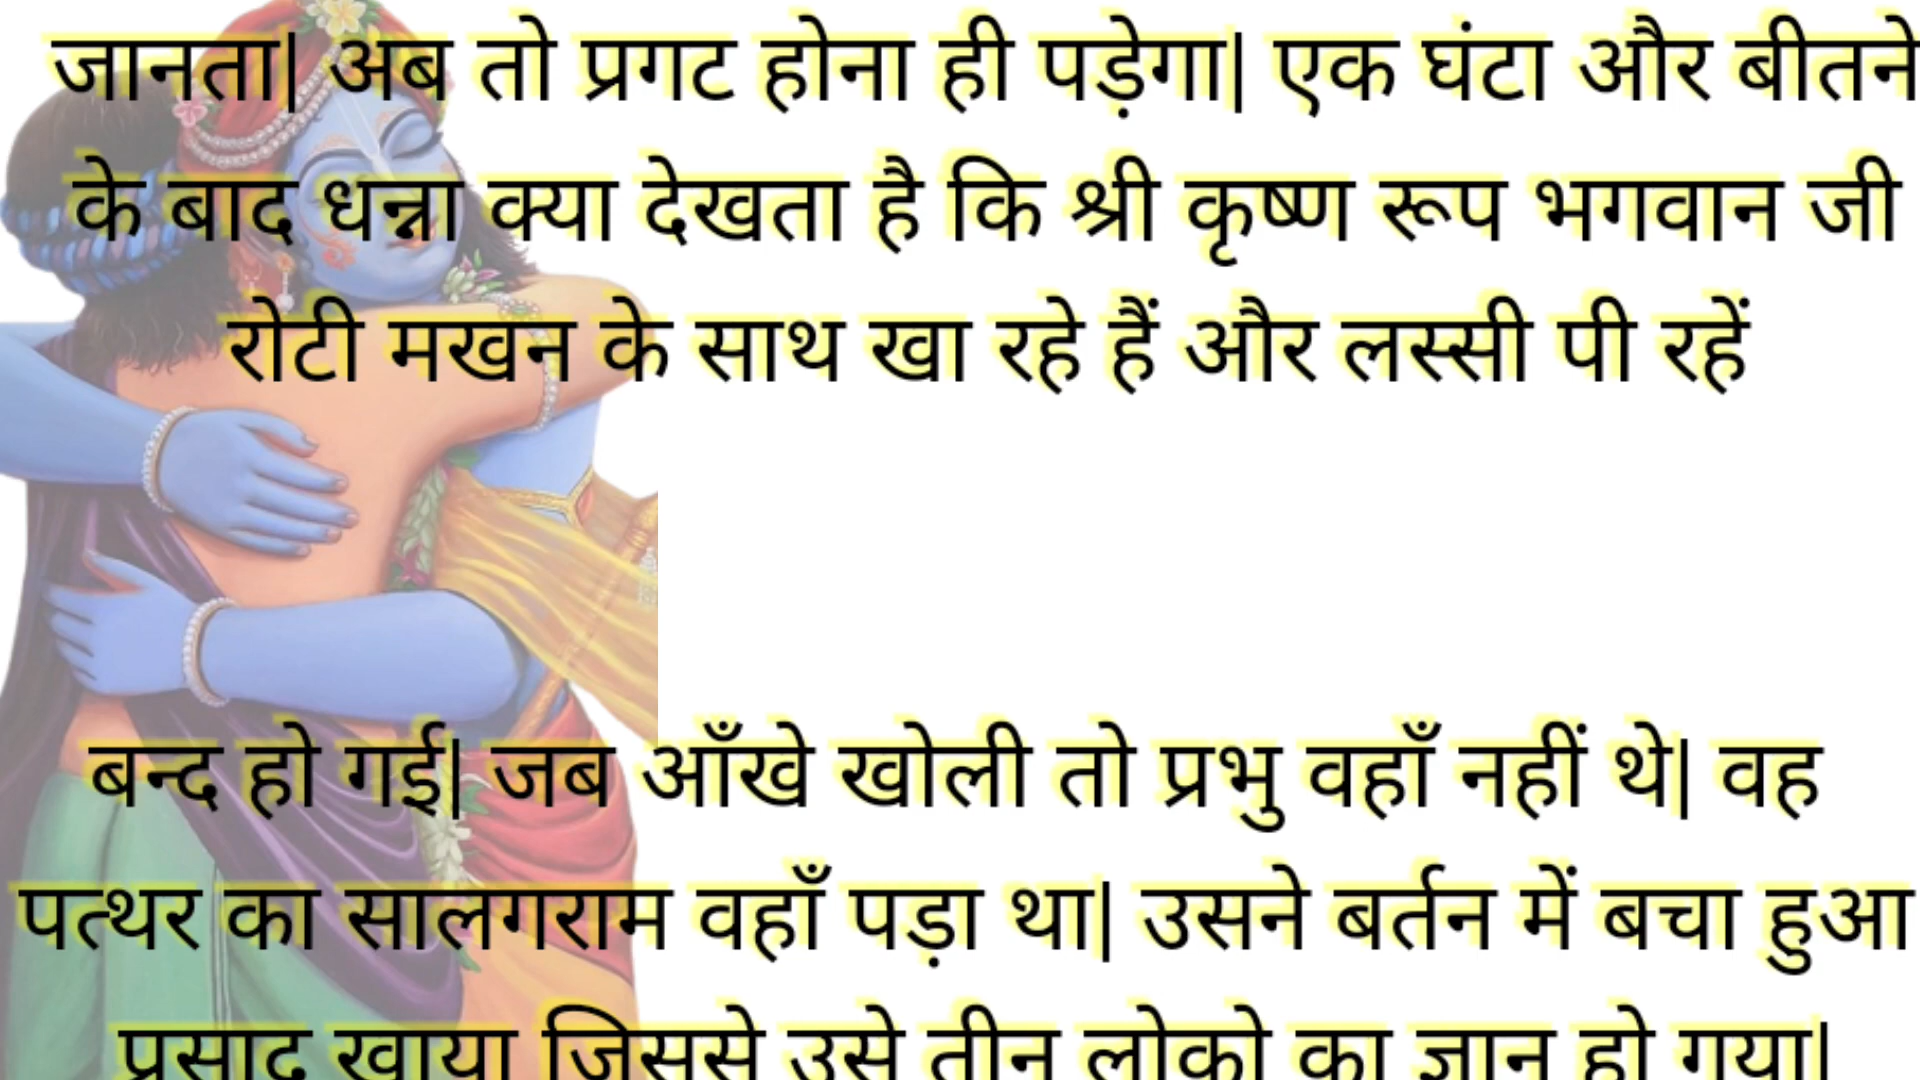 जानता| अब तो प्रगट होना ही पड़ेगा| एक घंटा और बीतने
के बाद धन्ना क्या देखता है कि श्री कृष्ण रूप भगवान जी
रोटी मखन के साथ खा रहे हैं और लस्सी पी रहें
बन्द हो गई| जब आँखे खोली तो प्रभु वहाँ नहीं थे| वह
पत्थर का सालगराम वहाँ पड़ा था| उसने बर्तन में बचा हुआ
प्रसाद खाया जिससे उसे तीन लोको का ज्ञान हो गया|